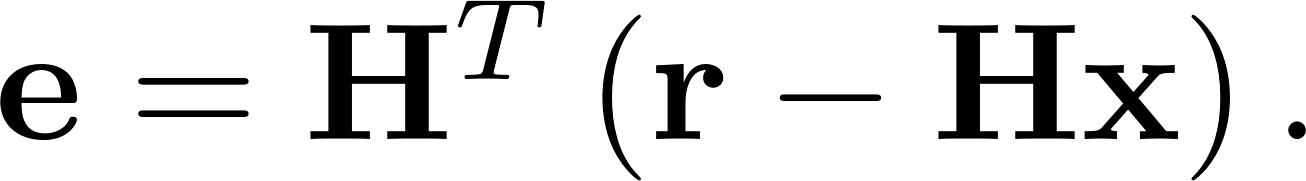 e = H^T (r − Hx) .